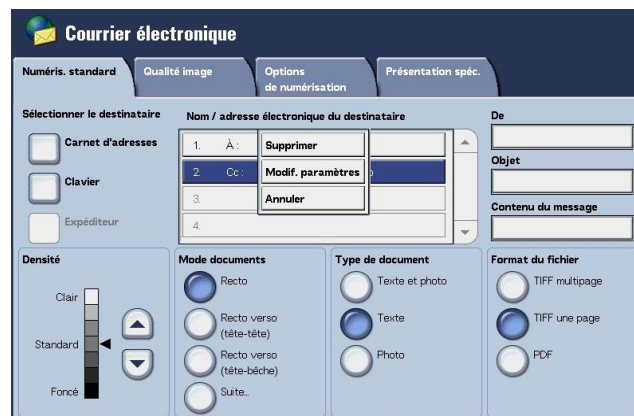 Courrier électronique
Numéris. standard
Qualité image
Options
de numérisation
Présentation spéc.
Sélectionner le destinataire
Carnet d'adresses
Clavier
Expéditeur
Nom / adresse électronique du destinataire
1. À :
2. Cc :
3.
4.
Supprimer
Modif. paramètres
Annuler
De
Objet
Contenu du message
Densité
Clair
Standard
Foncé
Mode documents
Recto
Recto verso
(tête-tête)
Recto verso
(tête-bêche)
Suite...
Type de document
Texte et photo
Texte
Photo
Format du fichier
TIFF multipage
TIFF une page
PDF